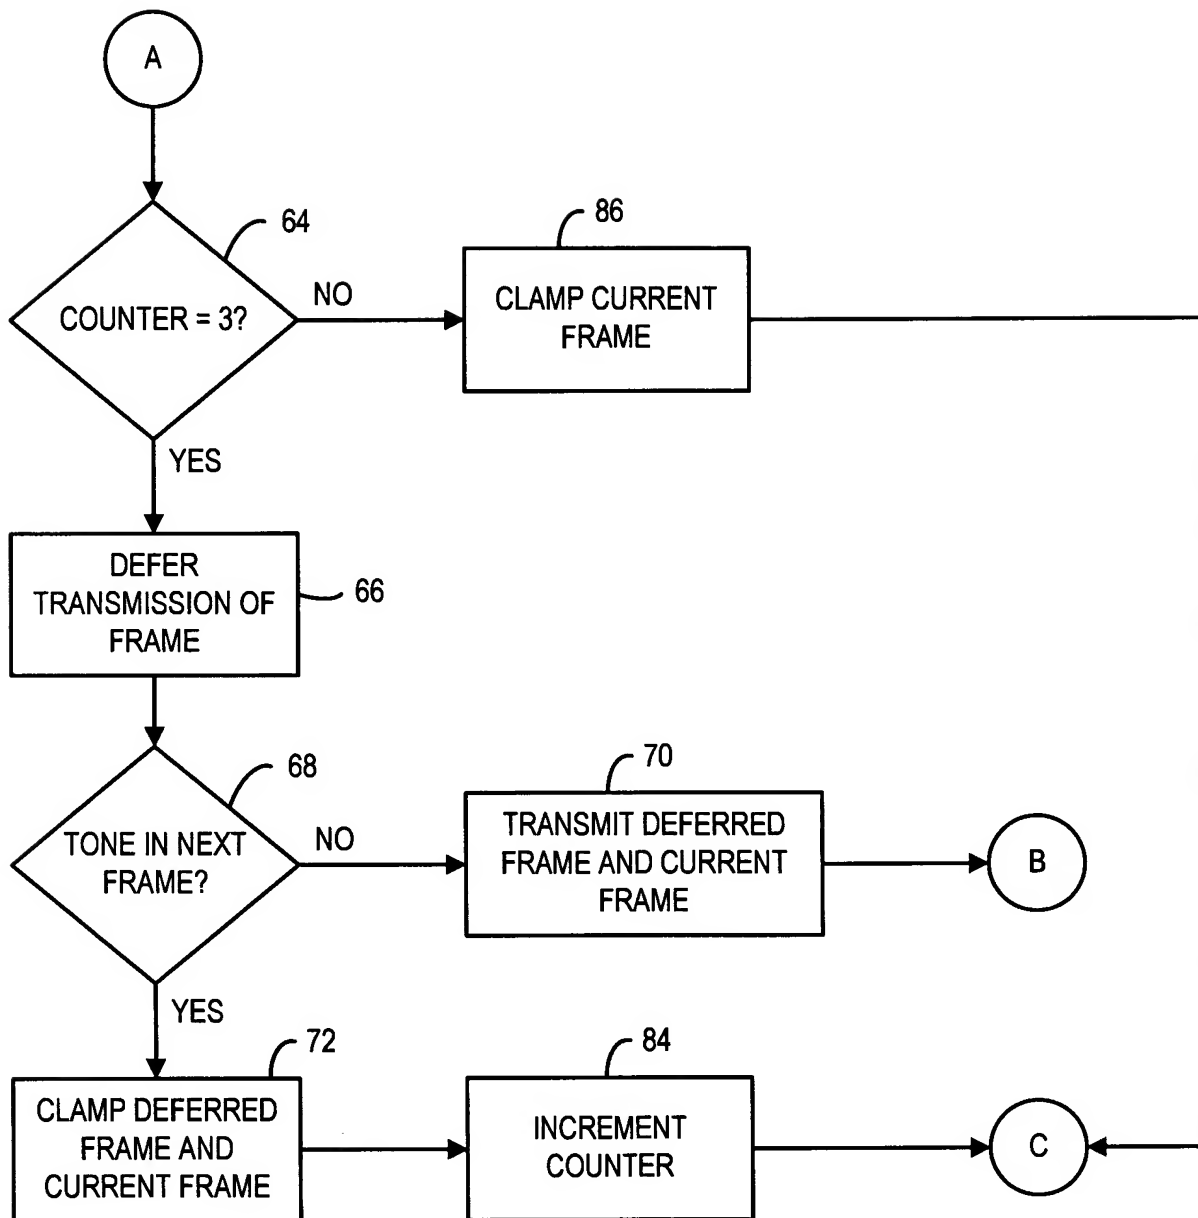 A
64
COUNTER = 3?
NO
86
CLAMP CURRENT
FRAME
YES
DEFER
TRANSMISSION OF
FRAME
66
68
TONE IN NEXT
FRAME?
NO
70
TRANSMIT DEFERRED
FRAME AND CURRENT
FRAME
B
YES
72
CLAMP DEFERRED
FRAME AND
CURRENT FRAME
84
INCREMENT
COUNTER
C